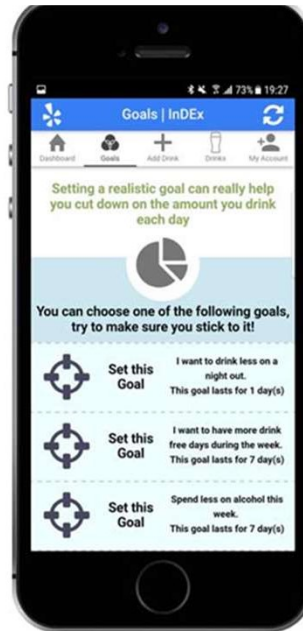 73% 19:27
Goals | InDEx
Dashboard Goals Add Drink Drinks My Account
Setting a realistic goal can really help
you cut down on the amount you drink
each day
You can choose one of the following goals,
try to make sure you stick to it!
Set this
Goal
I want to drink less on a
night out.
This goal lasts for 1 day(s)
Set this
Goal
I want to have more drink
free days during the week.
This goal lasts for 7 day(s)
Set this
Goal
Spend less on alcohol this
week.
This goal lasts for 7 day(s)